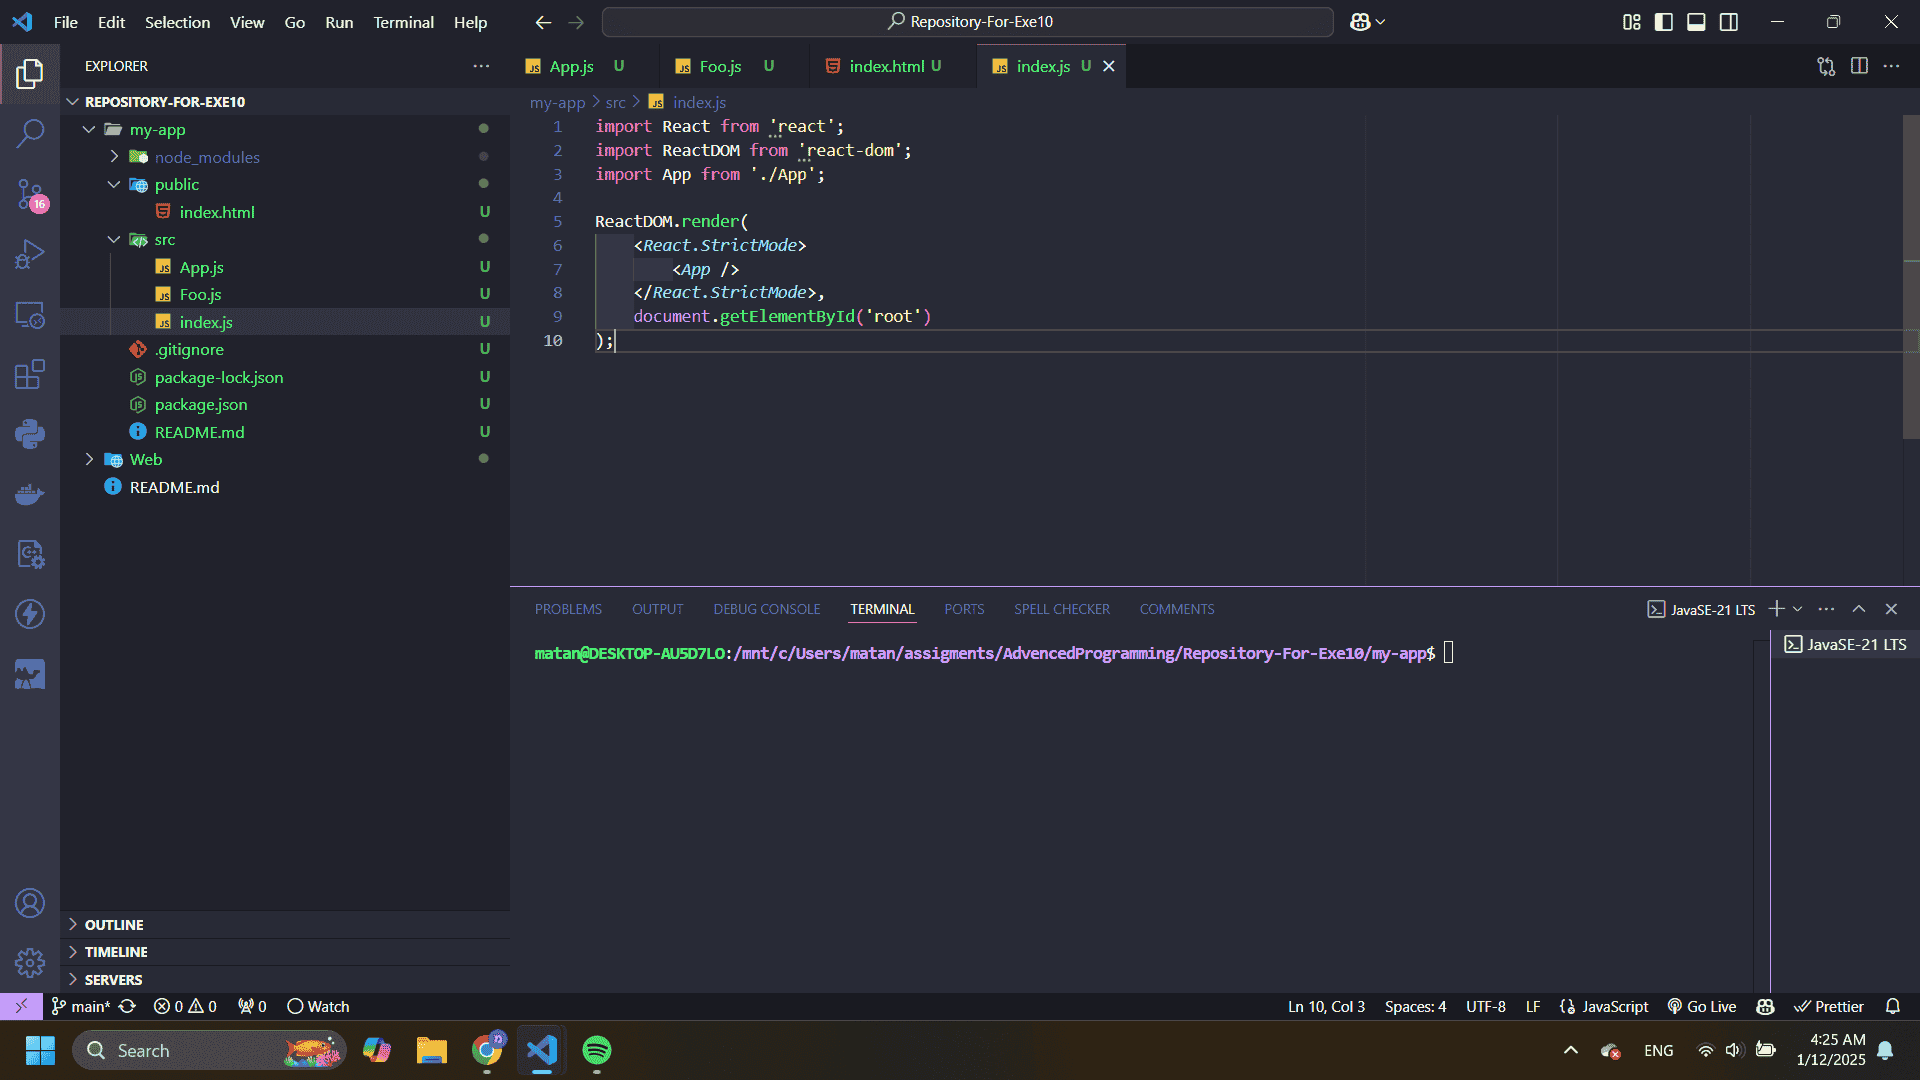 File Edit Selection View Go Run Terminal Help
Repository-For-Exe10
EXPLORER
REPOSITORY-FOR-EXE10
my-app
node_modules
public
index.html U
src
App.js U
Foo.js U
index.js U
.gitignore U
package-lock.json U
package.json U
README.md U
Web
README.md
OUTLINE
TIMELINE
SERVERS
16
App.js U Foo.js U index.html U index.js U
my-app > src > index.js
1 import React from 'react';
2 import ReactDOM from 'react-dom';
3 import App from './App';
4
5 ReactDOM.render(
6 <React.StrictMode>
7 <App />
8 </React.StrictMode>,
9 document.getElementById('root')
10 );
PROBLEMS OUTPUT DEBUG CONSOLE TERMINAL PORTS SPELL CHECKER COMMENTS
JavaSE-21 LTS
matan@DESKTOP-AU5D7LO:/mnt/c/Users/matan/assigments/AdvencedProgramming/Repository-For-Exe10/my-app$
JavaSE-21 LTS
main* 0 0 0 Watch
Ln 10, Col 3 Spaces: 4 UTF-8 LF JavaScript Go Live Prettier
Search
ENG
4:25 AM
1/12/2025